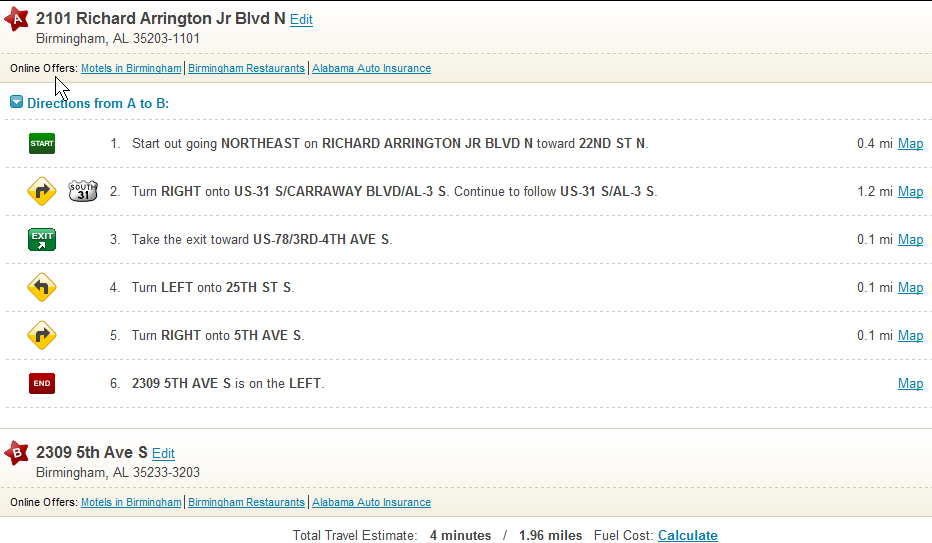 A 2101 Richard Arrington Jr Blvd N Edit
Birmingham, AL 35203-1101
Online Offers: Motels in Birmingham | Birmingham Restaurants | Alabama Auto Insurance
Directions from A to B:
START 1. Start out going NORTHEAST on RICHARD ARRINGTON JR BLVD N toward 22ND ST N. 0.4 mi Map
SOUTH 31 2. Turn RIGHT onto US-31 S/CARRAWAY BLVD/AL-3 S. Continue to follow US-31 S/AL-3 S. 1.2 mi Map
EXIT 3. Take the exit toward US-78/3RD-4TH AVE S. 0.1 mi Map
4. Turn LEFT onto 25TH ST S. 0.1 mi Map
5. Turn RIGHT onto 5TH AVE S. 0.1 mi Map
END 6. 2309 5TH AVE S is on the LEFT. Map
B 2309 5th Ave S Edit
Birmingham, AL 35233-3203
Online Offers: Motels in Birmingham | Birmingham Restaurants | Alabama Auto Insurance
Total Travel Estimate: 4 minutes / 1.96 miles Fuel Cost: Calculate